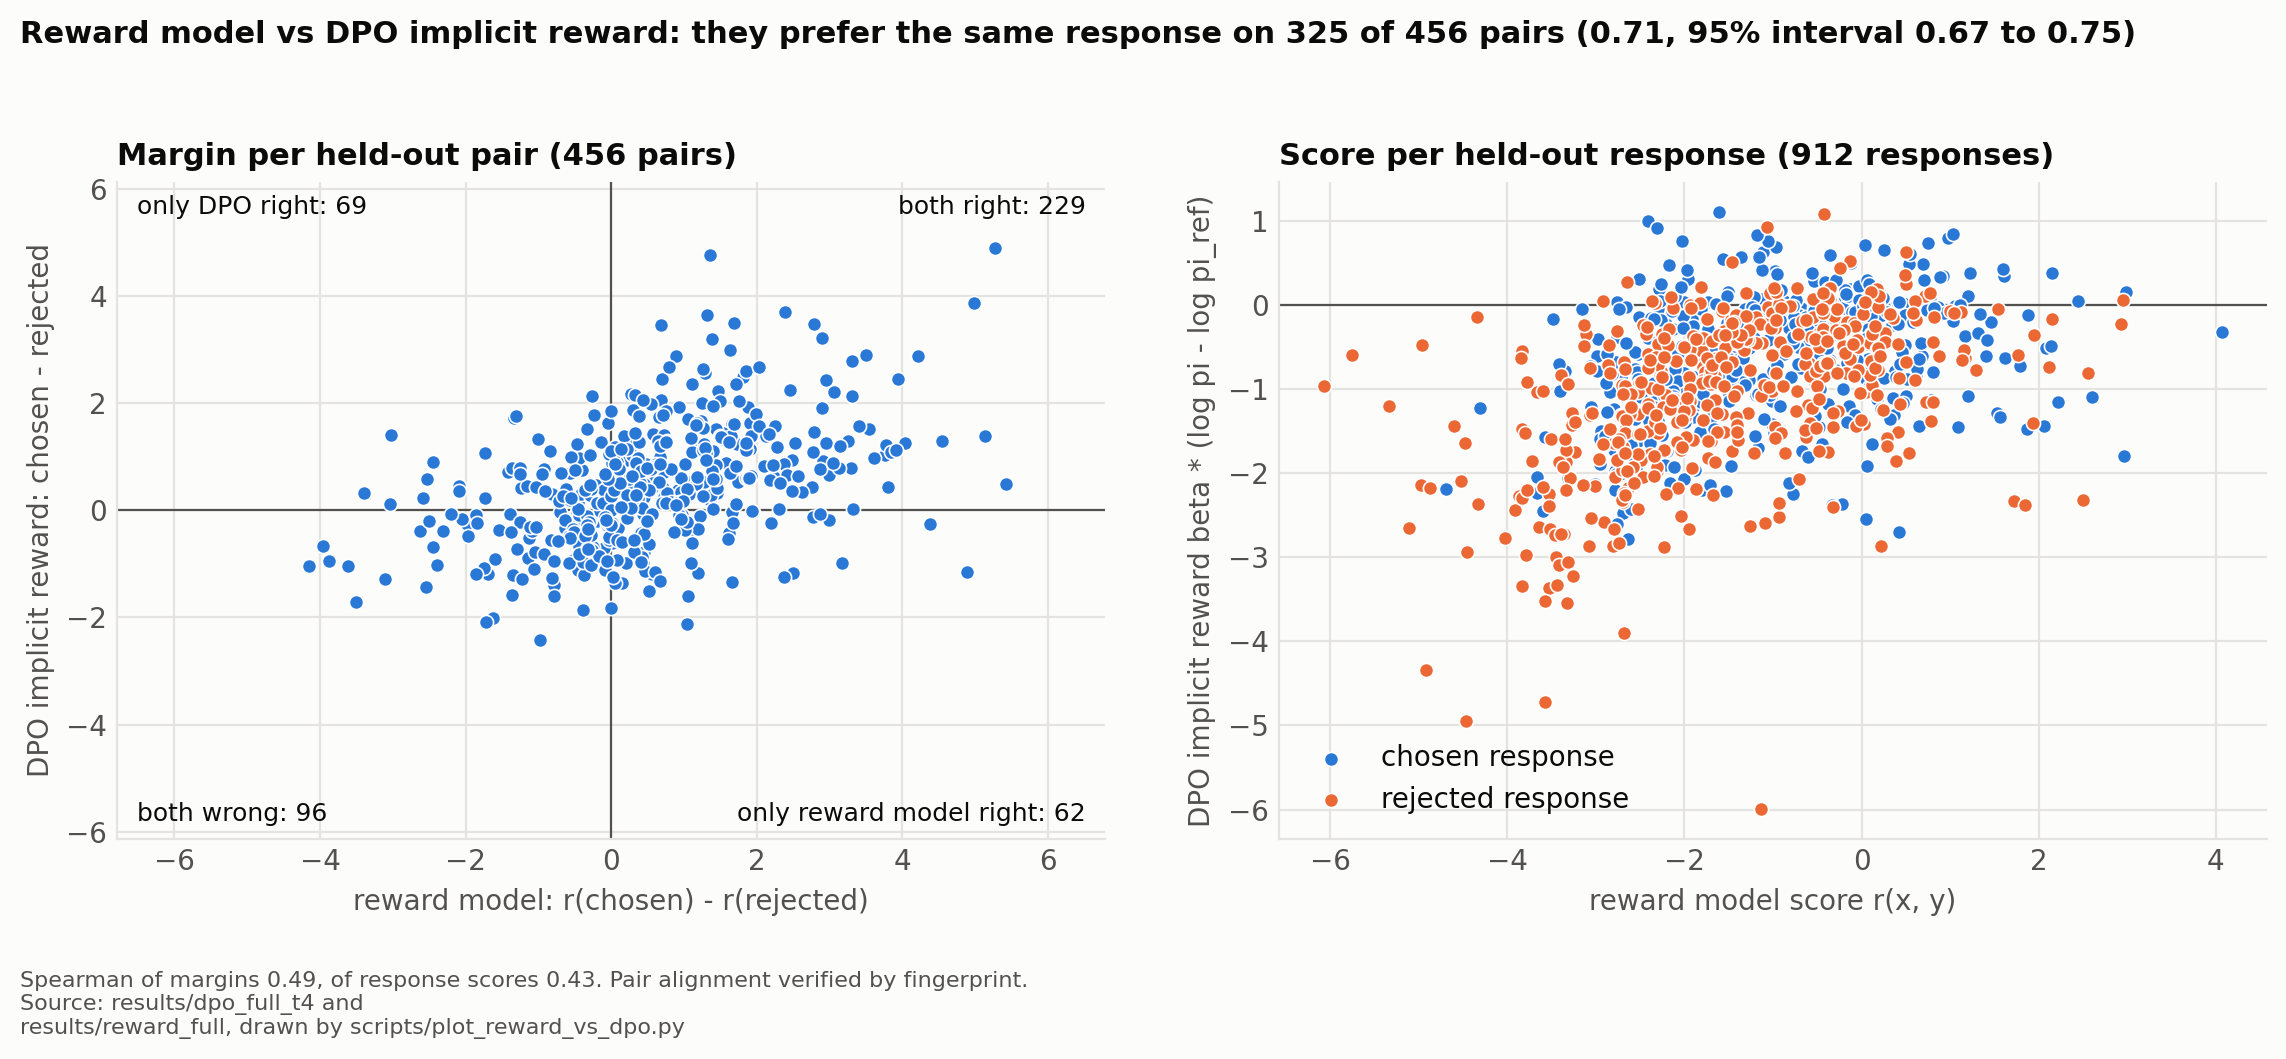 Reward model vs DPO implicit reward: they prefer the same response on 325 of 456 pairs (0.71, 95% interval 0.67 to 0.75)
Margin per held-out pair (456 pairs)
only DPO right: 69
both right: 229
both wrong: 96
only reward model right: 62
DPO implicit reward: chosen - rejected
6
4
2
0
−2
−4
−6
−6
−4
−2
0
2
4
6
reward model: r(chosen) - r(rejected)
Score per held-out response (912 responses)
DPO implicit reward beta * (log pi - log pi_ref)
1
0
−1
−2
−3
−4
−5
−6
chosen response
rejected response
−6
−4
−2
0
2
4
reward model score r(x, y)
Spearman of margins 0.49, of response scores 0.43. Pair alignment verified by fingerprint.
Source: results/dpo_full_t4 and
results/reward_full, drawn by scripts/plot_reward_vs_dpo.py